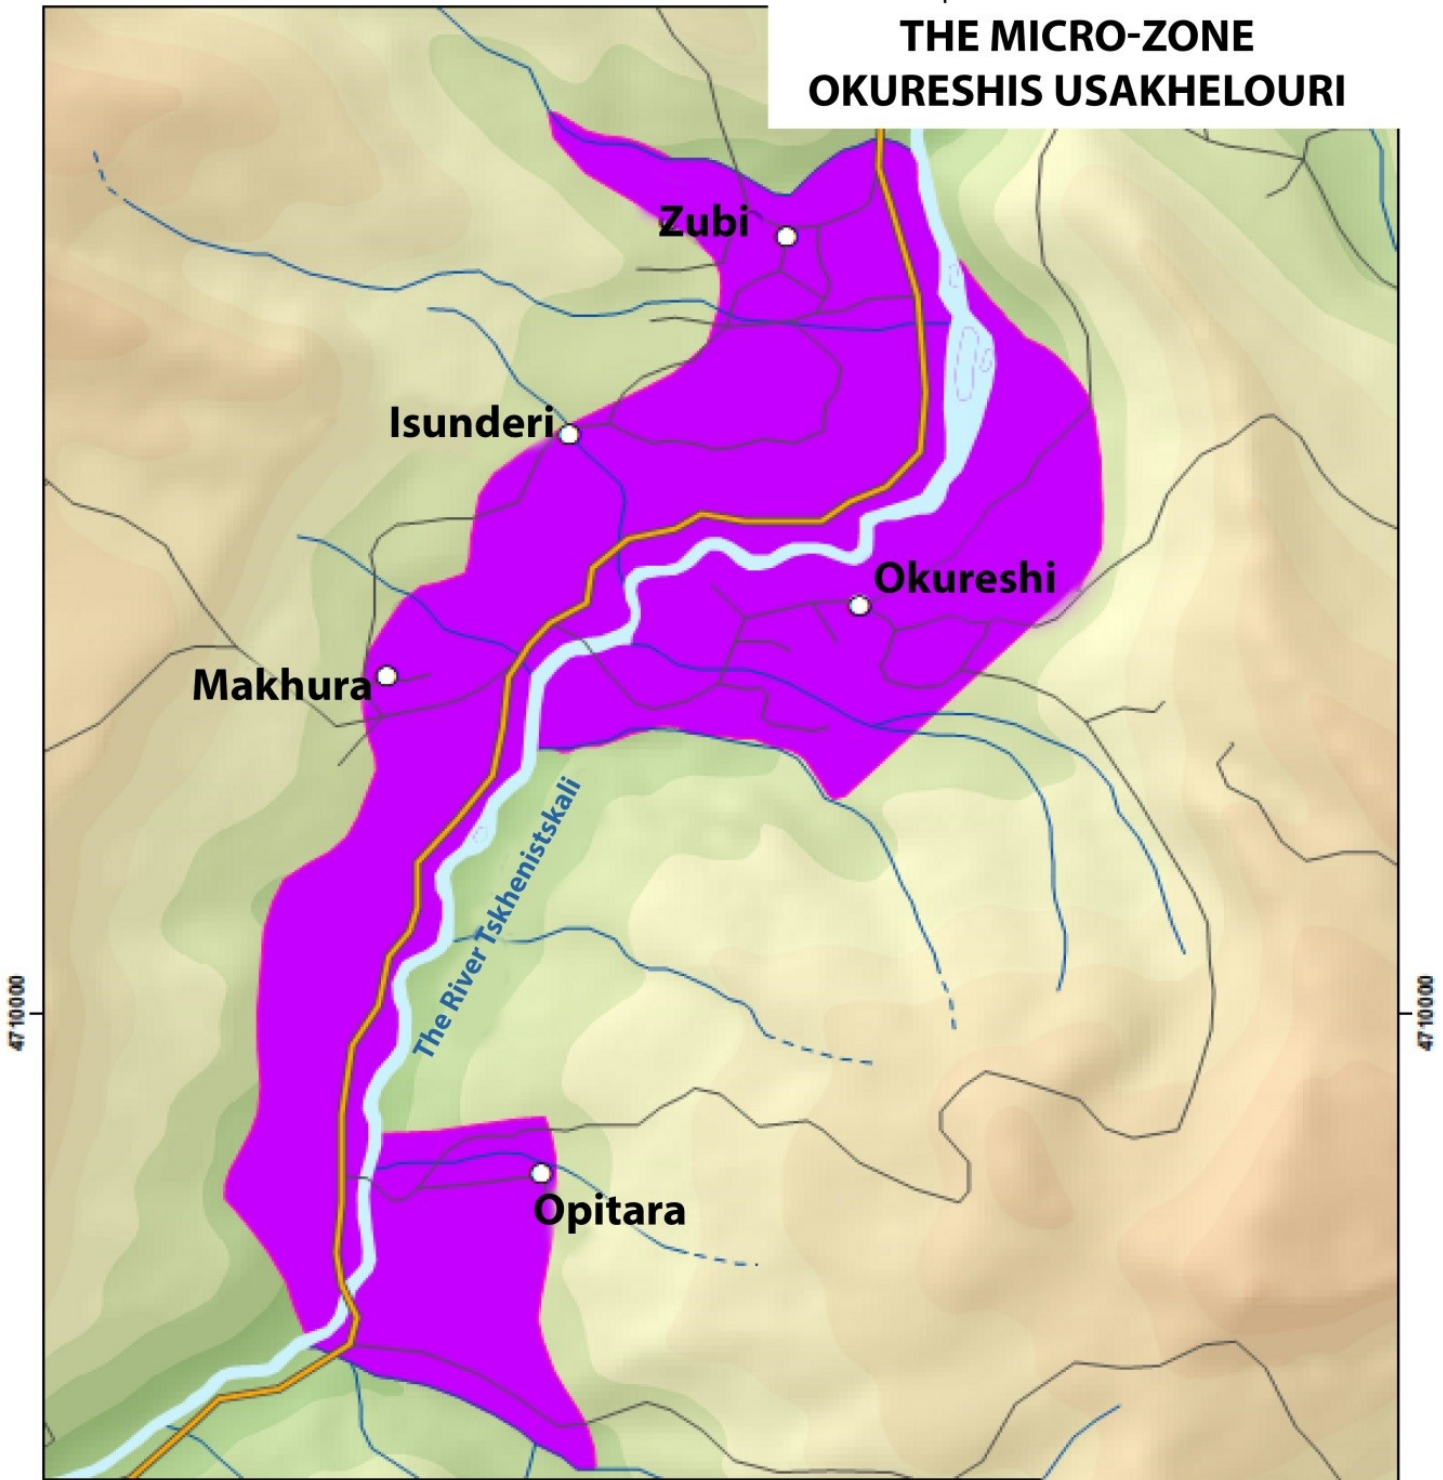 THE MICRO-ZONE
OKURESHIS USAKHELOURI
Zubi
Isunderi
Okureshi
Makhura
The River Tskhenistskali
4710000
4710000
Opitara